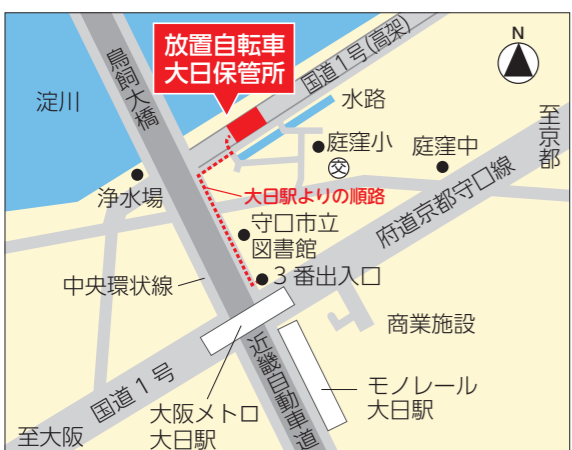 放置自転車
大日保管所
N
国道1号(高架)
鳥飼大橋
淀川
水路
至京都
庭窪小
庭窪中
交
浄水場
大日駅よりの順路
府道京都守口線
守口市立
図書館
3番出入口
中央環状線
商業施設
国道1号
近畿自動車道
モノレール
大日駅
大阪メトロ
大日駅
至大阪